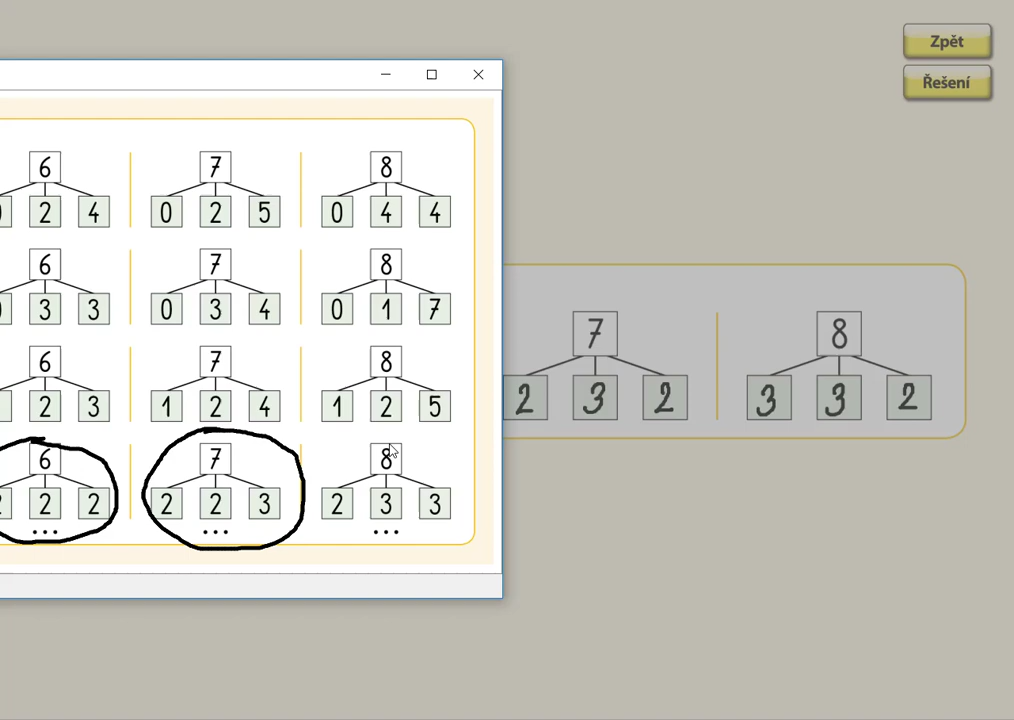 Zpět
Řešení
6 7 8
0 2 4 0 2 5 0 4 4
6 7 8
0 3 3 0 3 4 0 1 7
6 7 8
2 3 1 2 4 1 2 5
6 7 8
2 2 2 2 2 3 2 3 3
... ... ...
7 8
2 3 2 3 3 2